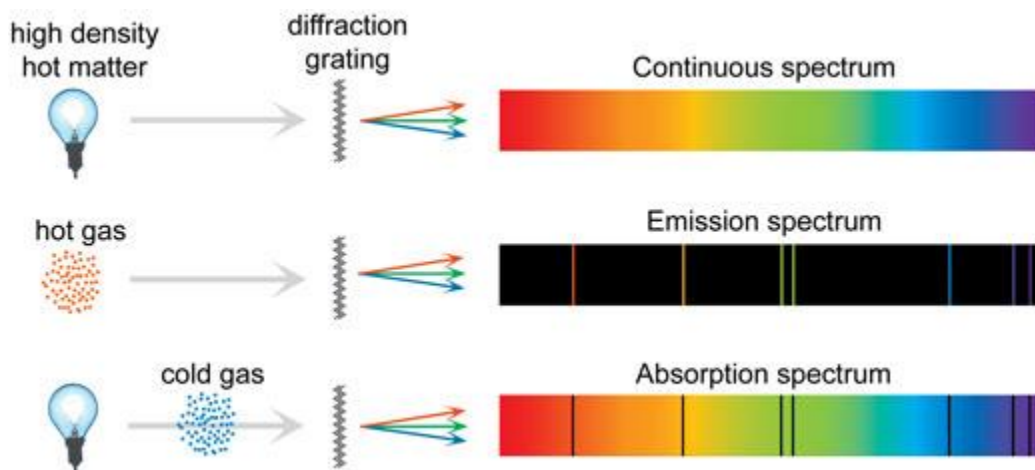 high density
hot matter
diffraction
grating
Continuous spectrum
hot gas
Emission spectrum
cold gas
Absorption spectrum